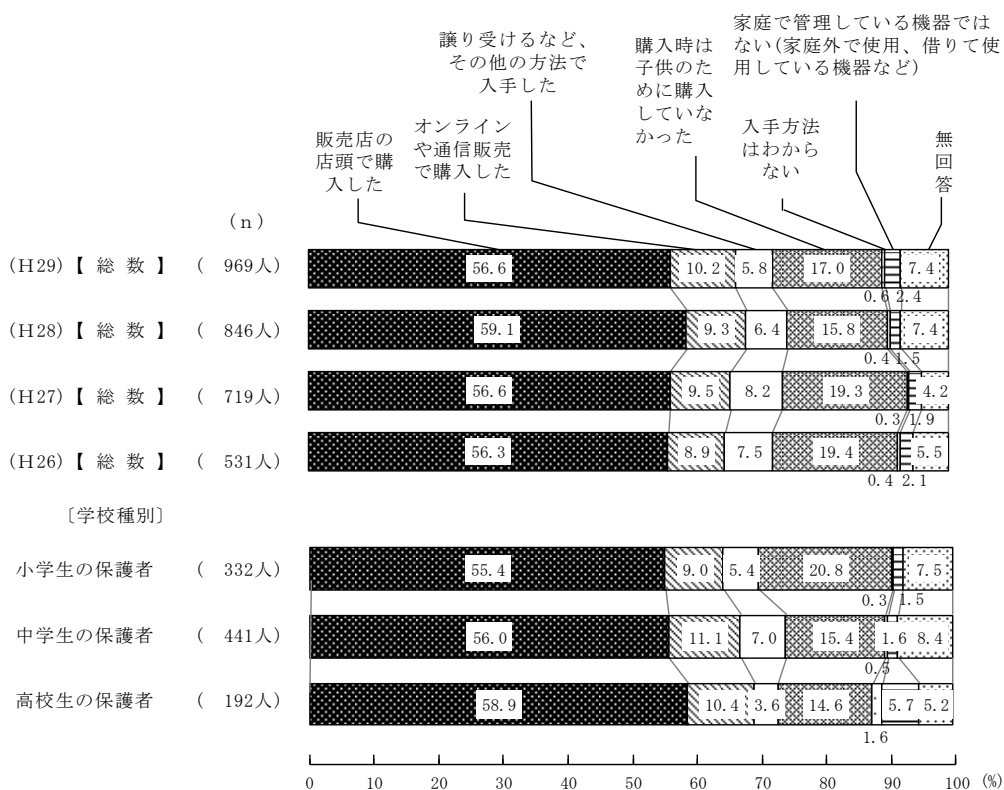 家庭で管理している機器では
ない(家庭外で使用、借りて使
用している機器など)
譲り受けるなど、
その他の方法で
入手した
購入時は
子供のた
めに購入
していな
かった
オンライン
や通信販売
で購入した
販売店の
店頭で購
入した
入手方法
はわから
ない
無
回
答
(n)
(H29)【 総 数 】 ( 969人) 56.6 10.2 5.8 17.0 7.4
0.6 2.4
(H28)【 総 数 】 ( 846人) 59.1 9.3 6.4 15.8 7.4
0.4 1.5
(H27)【 総 数 】 ( 719人) 56.6 9.5 8.2 19.3 4.2
0.3 1.9
(H26)【 総 数 】 ( 531人) 56.3 8.9 7.5 19.4 5.5
0.4 2.1
〔学校種別〕
小学生の保護者 ( 332人) 55.4 9.0 5.4 20.8 7.5
0.3 1.5
中学生の保護者 ( 441人) 56.0 11.1 7.0 15.4 1.6 8.4
0.5
高校生の保護者 ( 192人) 58.9 10.4 3.6 14.6 5.7 5.2
1.6
0 10 20 30 40 50 60 70 80 90 100 (%)